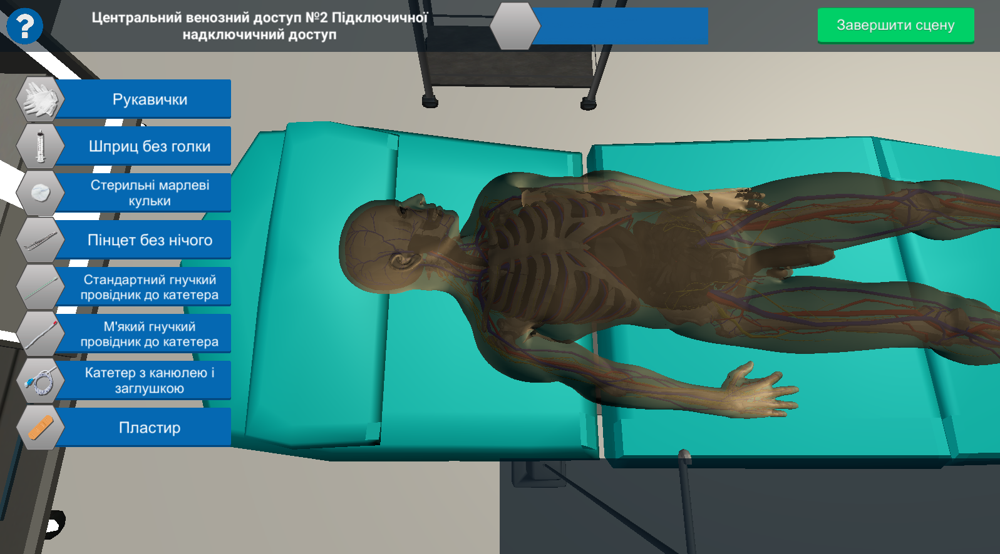 ?
Центральний венозний доступ №2 Підключичної
надключичний доступ
Завершити сцену
Рукавички
Шприц без голки
Стерильні марлеві
кульки
Пінцет без нічого
Стандартний гнучкий
провідник до катетера
М'який гнучкий
провідник до катетера
Катетер з канюлею і
заглушкою
Пластир